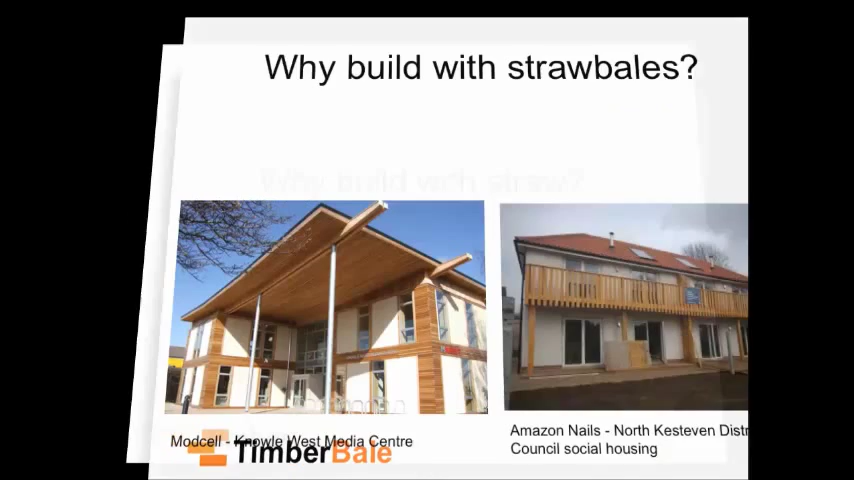 Why build with strawbales?
Why build with straw?
Modcell - Knowle West Media Centre
TimberBale
Amazon Nails - North Kesteven Distr
Council social housing